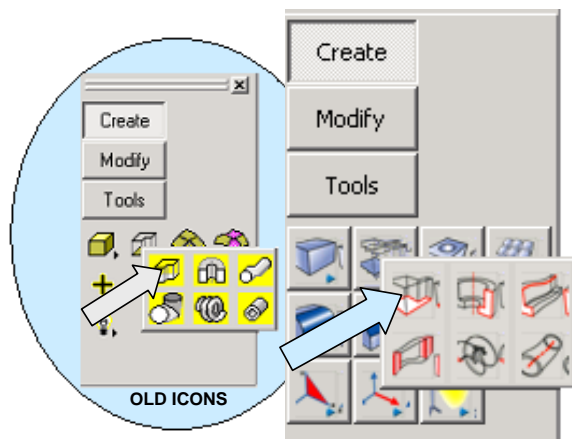 Create
Modify
Tools
OLD ICONS
Create
Modify
Tools